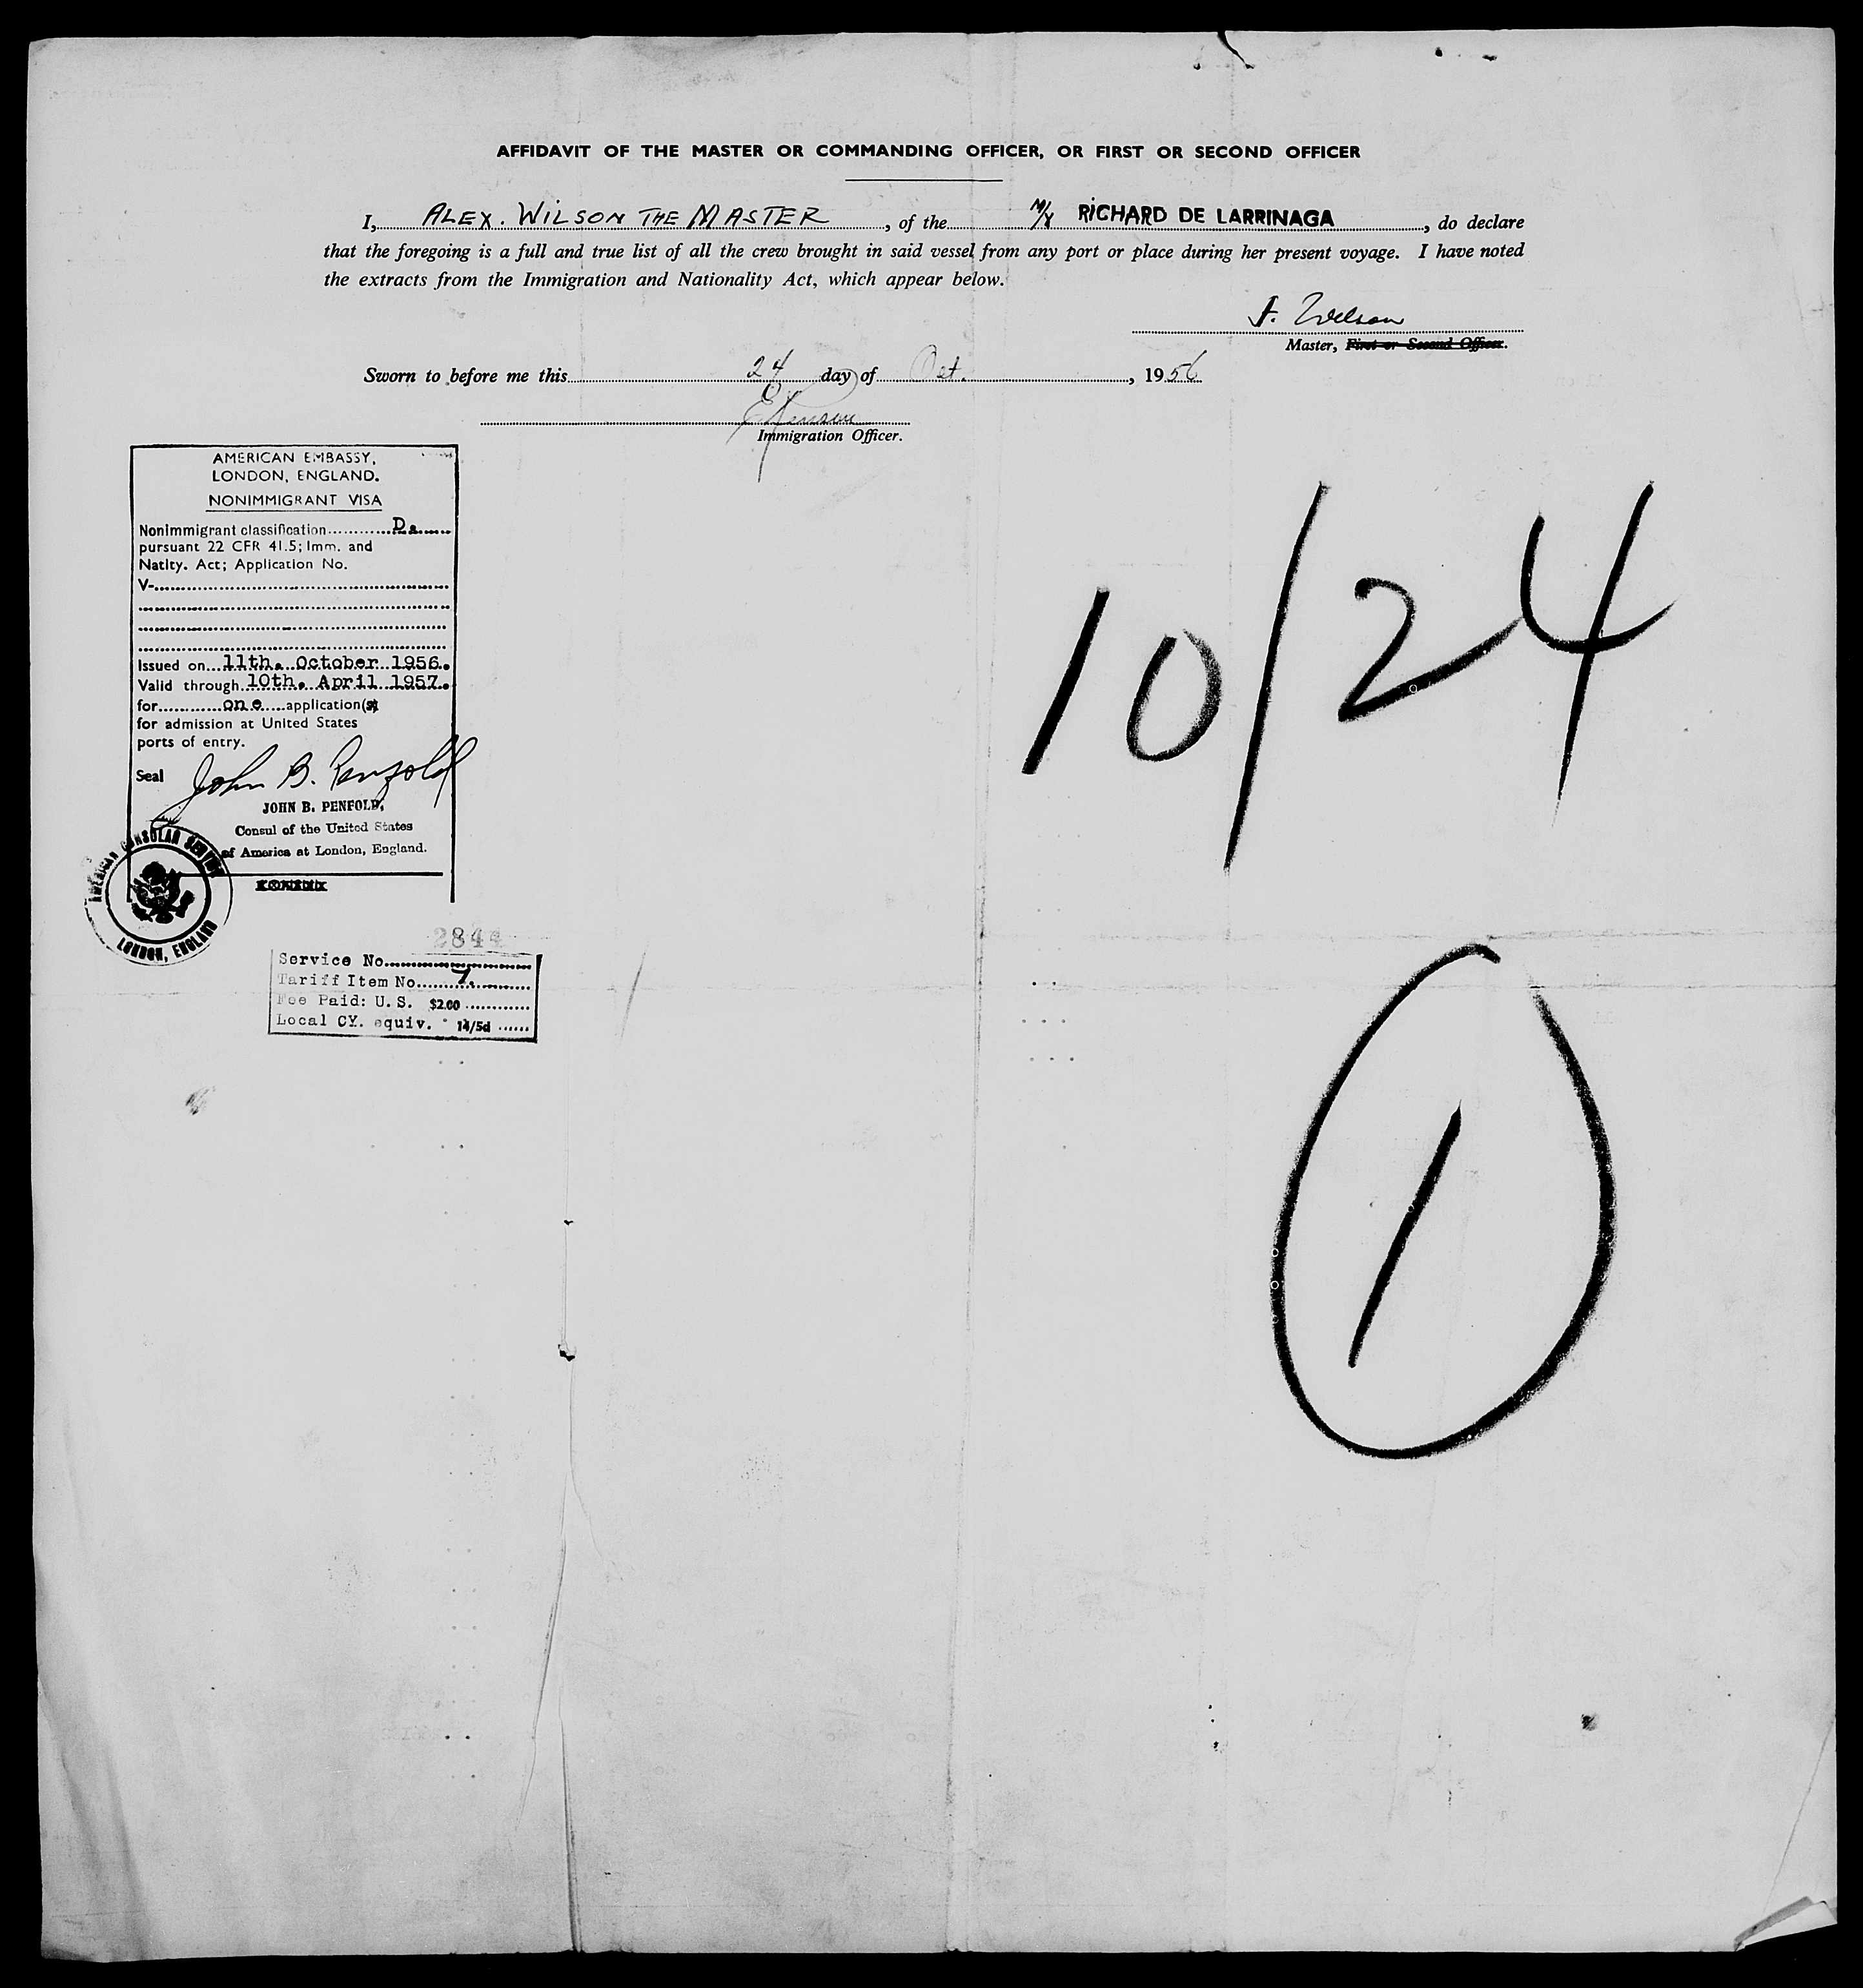 AFFIDAVIT OF THE MASTER OR COMMANDING OFFICER, OR FIRST OR SECOND OFFICER
I, ALEX. WILSON THE MASTER, of the M/V RICHARD DE LARRINAGA, do declare
that the foregoing is a full and true list of all the crew brought in said vessel from any port or place during her present voyage. I have noted
the extracts from the Immigration and Nationality Act, which appear below.
A. Wilson
Master, First or Second Officer.
Sworn to before me this 24 day of Oct., 1956
Immigration Officer.
AMERICAN EMBASSY,
LONDON, ENGLAND.
NONIMMIGRANT VISA
Nonimmigrant classification D.
pursuant 22 CFR 41.5; Imm. and
Natlty. Act; Application No.
V-
Issued on 11th. October 1956.
Valid through 10th. April 1957.
for one application(s)
for admission at United States
ports of entry.
Seal John B. Penfold
JOHN B. PENFOLD,
Consul of the United States
of America at London, England.
AMERICAN CONSULAR SERVICE
LONDON, ENGLAND
2844
Service No.
Tariff Item No. 7.
Fee Paid: U.S. $2.00
Local CY. equiv. 14/5d
10/24
1